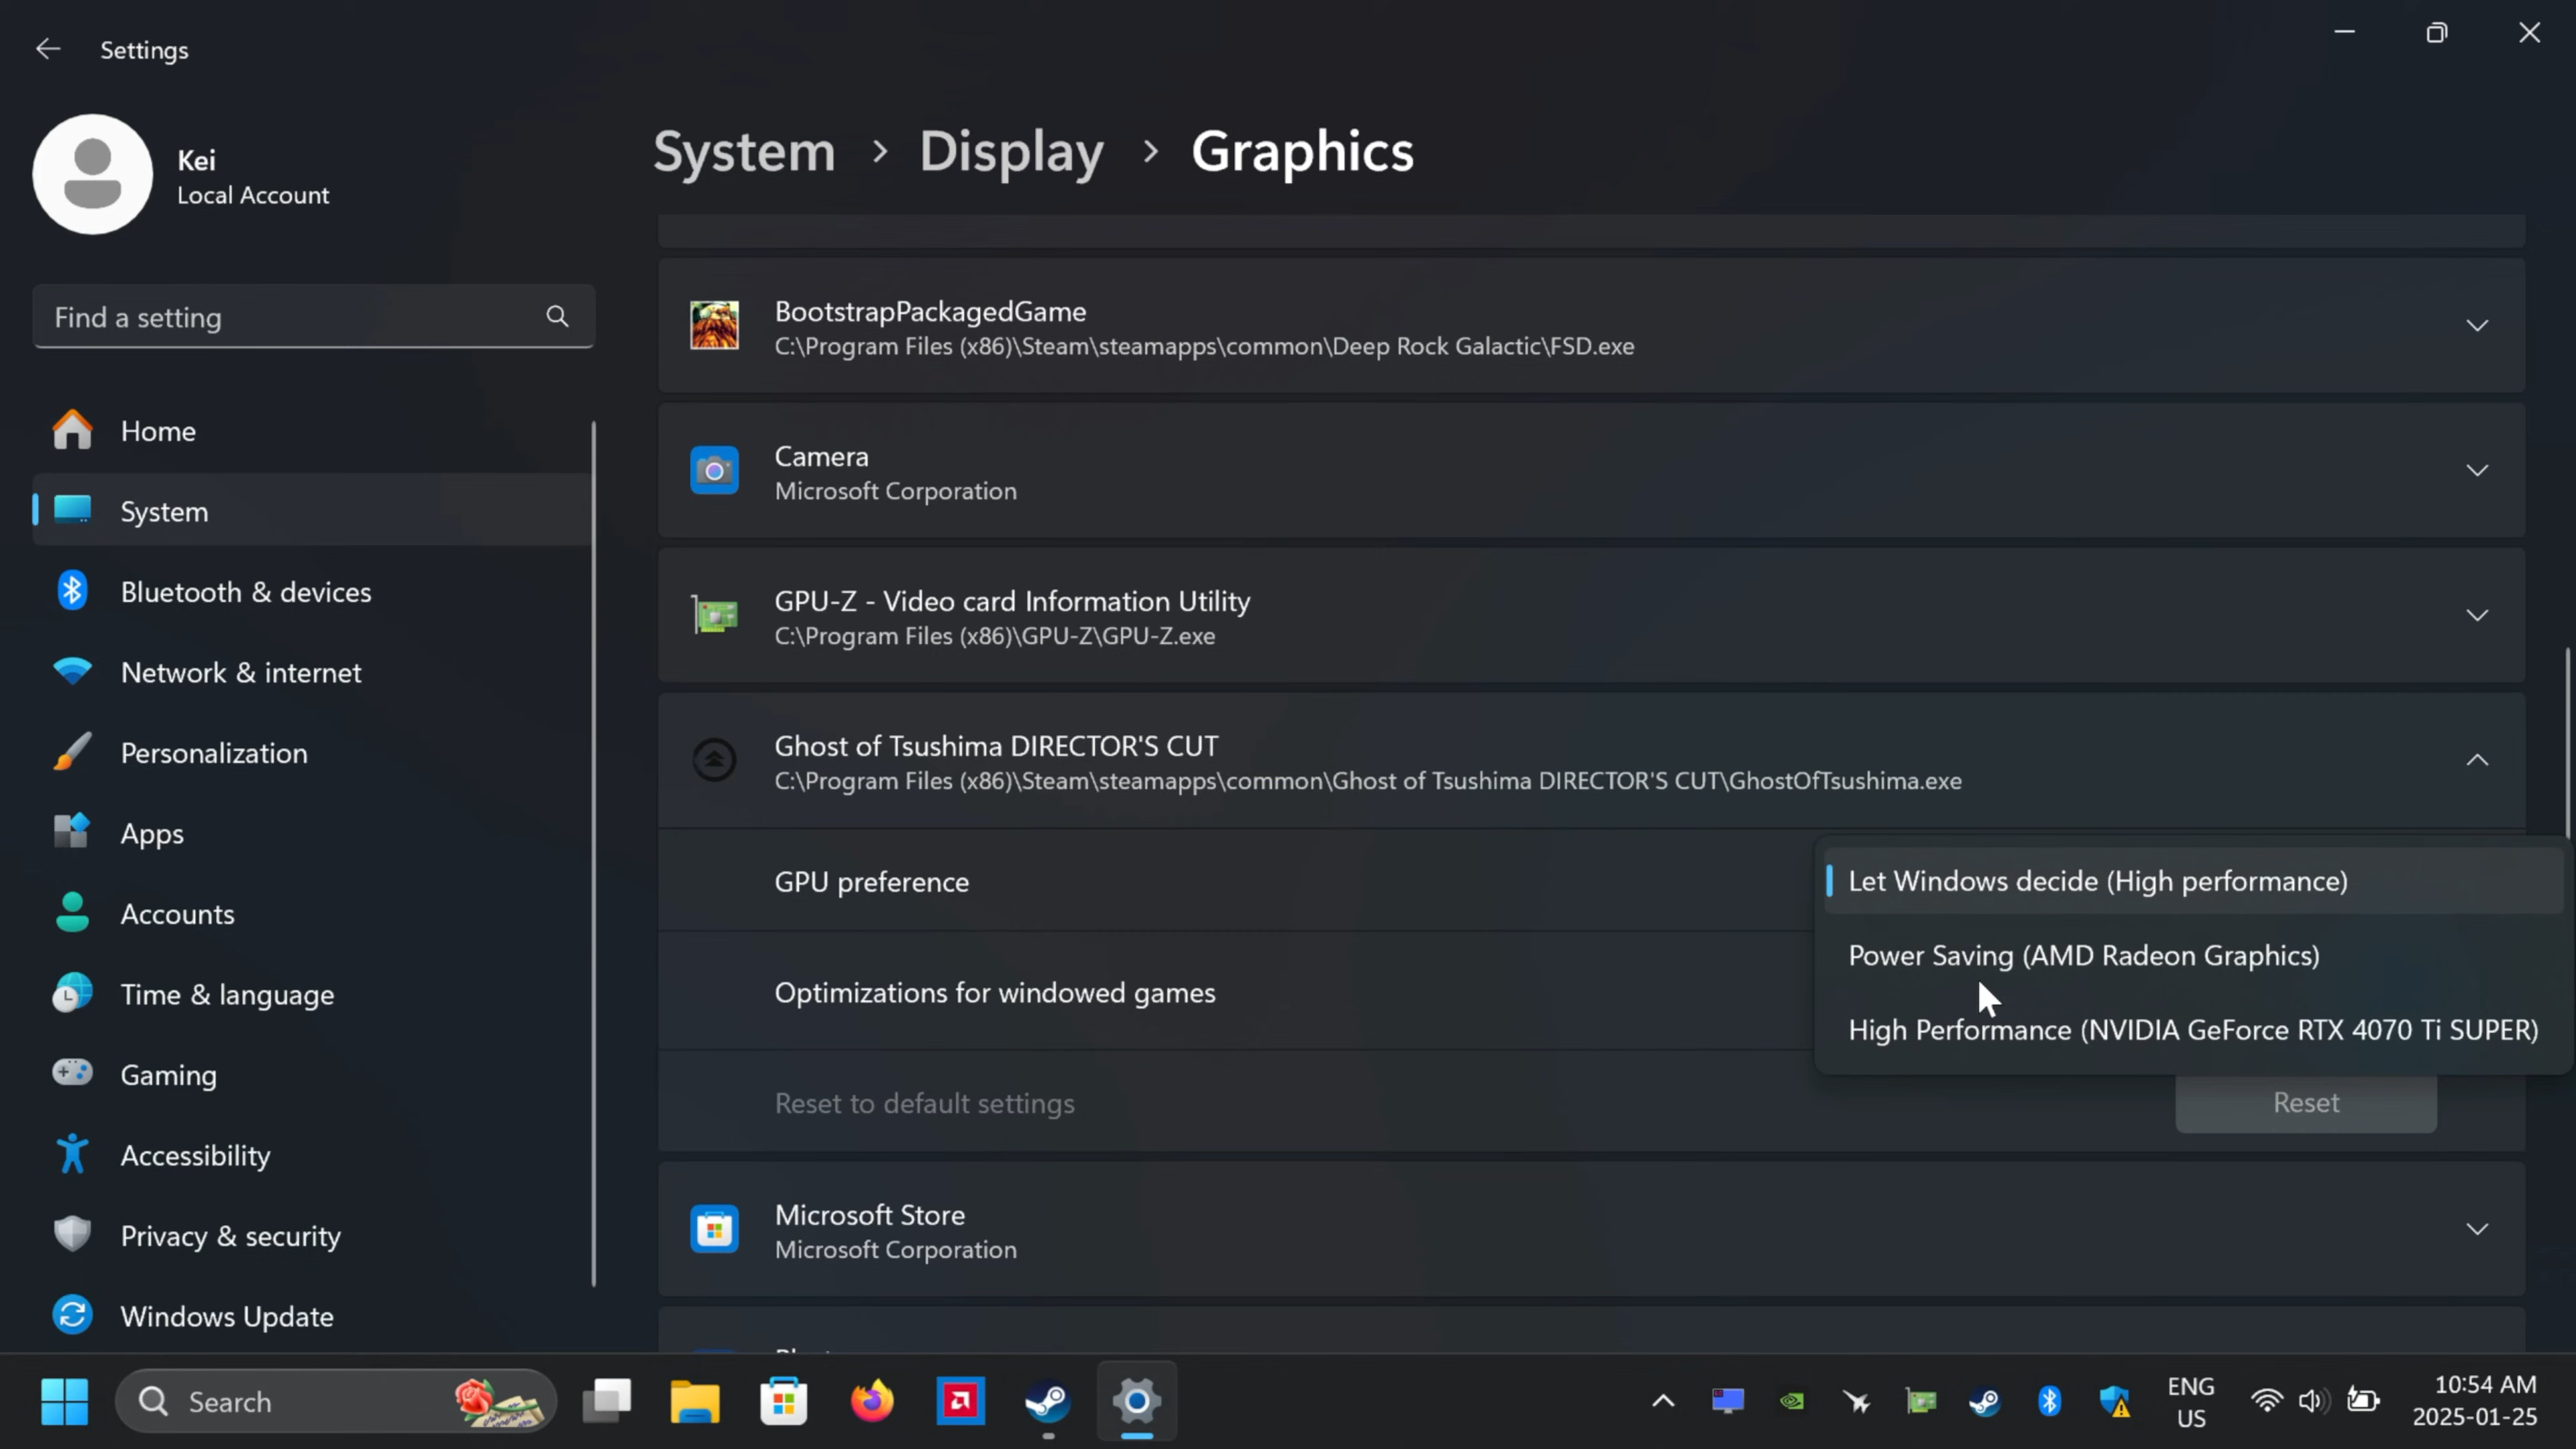 Settings
Kei
Local Account
Find a setting
Home
System
Bluetooth & devices
Network & internet
Personalization
Apps
Accounts
Time & language
Gaming
Accessibility
Privacy & security
Windows Update
System > Display > Graphics
BootstrapPackagedGame
C:\Program Files (x86)\Steam\steamapps\common\Deep Rock Galactic\FSD.exe
Camera
Microsoft Corporation
GPU-Z - Video card Information Utility
C:\Program Files (x86)\GPU-Z\GPU-Z.exe
Ghost of Tsushima DIRECTOR'S CUT
C:\Program Files (x86)\Steam\steamapps\common\Ghost of Tsushima DIRECTOR'S CUT\GhostOfTsushima.exe
GPU preference
Let Windows decide (High performance)
Power Saving (AMD Radeon Graphics)
High Performance (NVIDIA GeForce RTX 4070 Ti SUPER)
Optimizations for windowed games
Reset to default settings
Reset
Microsoft Store
Microsoft Corporation
Search
ENG
US
10:54 AM
2025-01-25